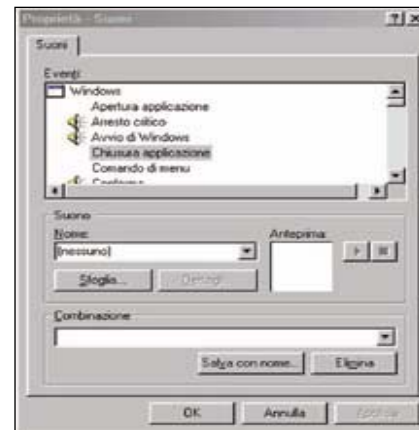 Proprietà - Suoni
Suoni
Eventi:
Windows
Apertura applicazione
Arresto critico
Avvio di Windows
Chiusura applicazione
Comando di menu
Conferma
Suono
Nome:
Anteprima:
(nessuno)
Sfoglia...
Dettagli...
Combinazione
Salva con nome...
Elimina
OK
Annulla
Applica